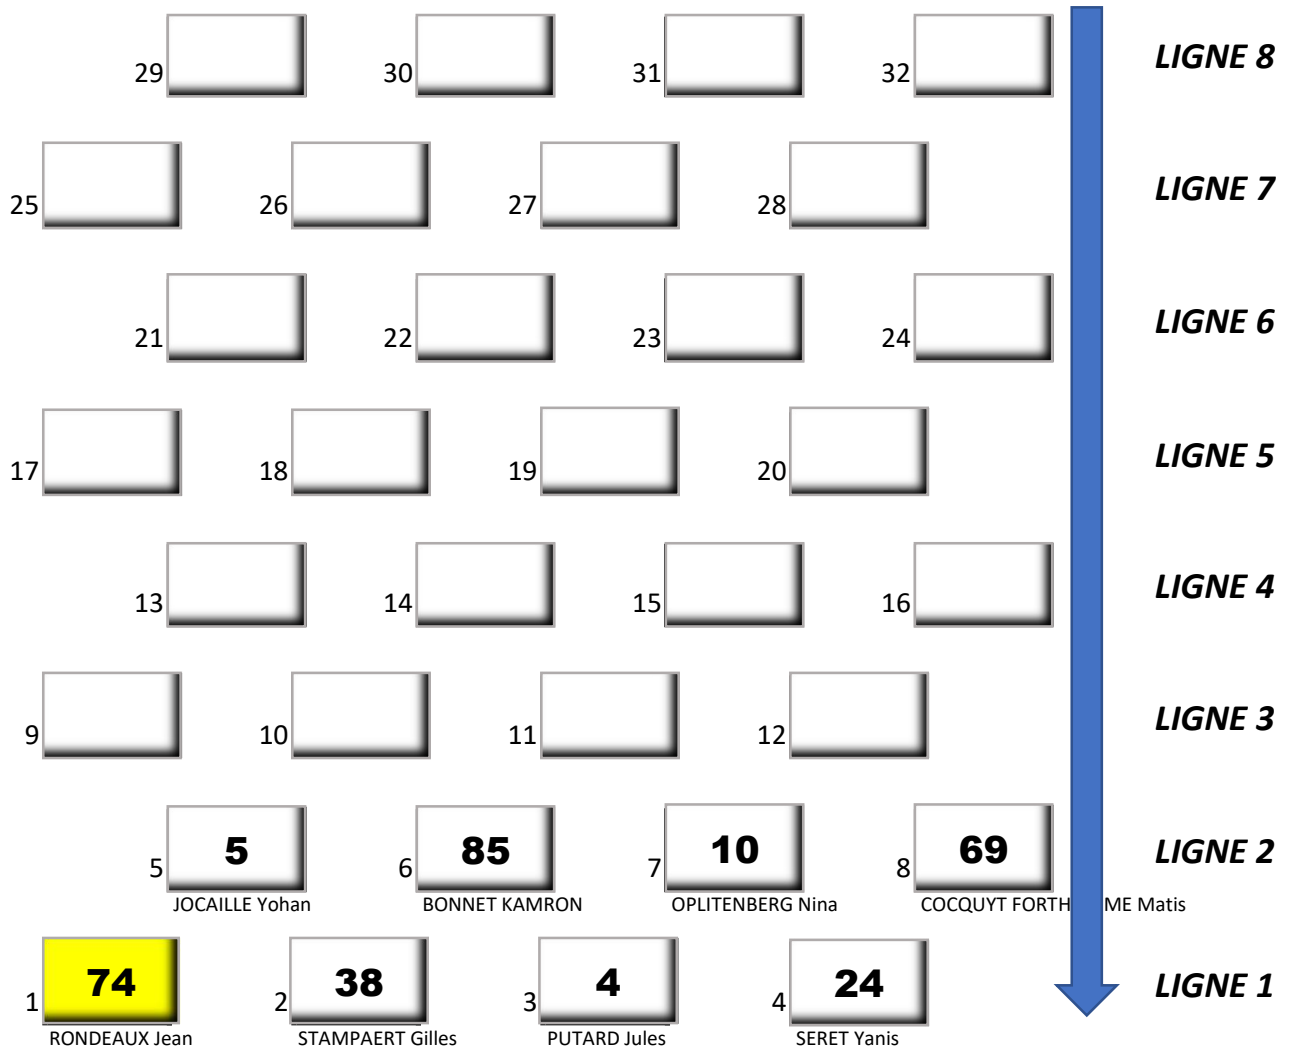 29 30 31 32 LIGNE 8
25 26 27 28 LIGNE 7
21 22 23 24 LIGNE 6
17 18 19 20 LIGNE 5
13 14 15 16 LIGNE 4
9 10 11 12 LIGNE 3
5 5 6 85 7 10 8 69 LIGNE 2
JOCAILLE Yohan BONNET KAMRON OPLITENBERG Nina COCQUYT FORTH ME Matis
1 74 2 38 3 4 4 24 LIGNE 1
RONDEAUX Jean STAMPAERT Gilles PUTARD Jules SERET Yanis